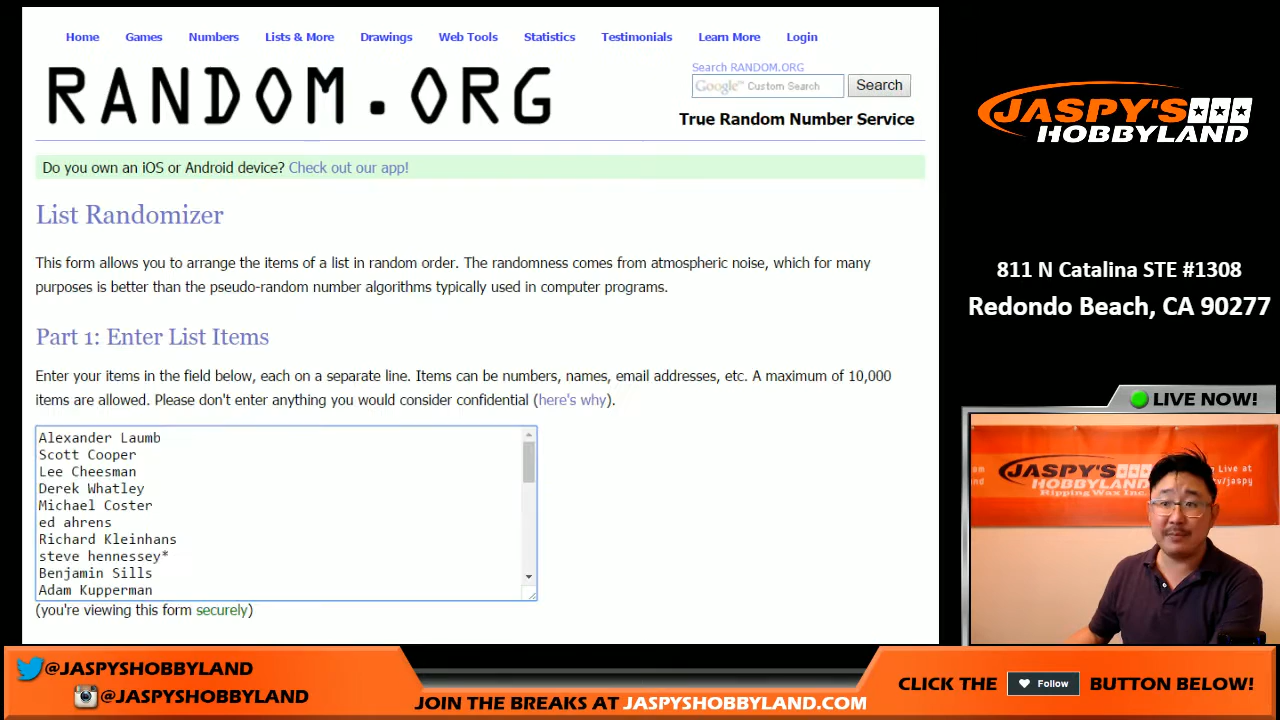 Home Games Numbers Lists & More Drawings Web Tools Statistics Testimonials Learn More Login
RANDOM.ORG
Search RANDOM.ORG
Google™ Custom Search Search
True Random Number Service
Do you own an iOS or Android device? Check out our app!
List Randomizer
This form allows you to arrange the items of a list in random order. The randomness comes from atmospheric noise, which for many
purposes is better than the pseudo-random number algorithms typically used in computer programs.
Part 1: Enter List Items
Enter your items in the field below, each on a separate line. Items can be numbers, names, email addresses, etc. A maximum of 10,000
items are allowed. Please don't enter anything you would consider confidential (here's why).
Alexander Laumb
Scott Cooper
Lee Cheesman
Derek Whatley
Michael Coster
ed ahrens
Richard Kleinhans
steve hennessey*
Benjamin Sills
Adam Kupperman
(you're viewing this form securely)
JASPY'S
HOBBYLAND
811 N Catalina STE #1308
Redondo Beach, CA 90277
LIVE NOW!
JASPY'S
HOBBYLAND
Ripping Wax Inc.
Live at
tv/jaspy
@JASPYSHOBBYLAND
@JASPYSHOBBYLAND
JOIN THE BREAKS AT JASPYSHOBBYLAND.COM
CLICK THE Follow BUTTON BELOW!